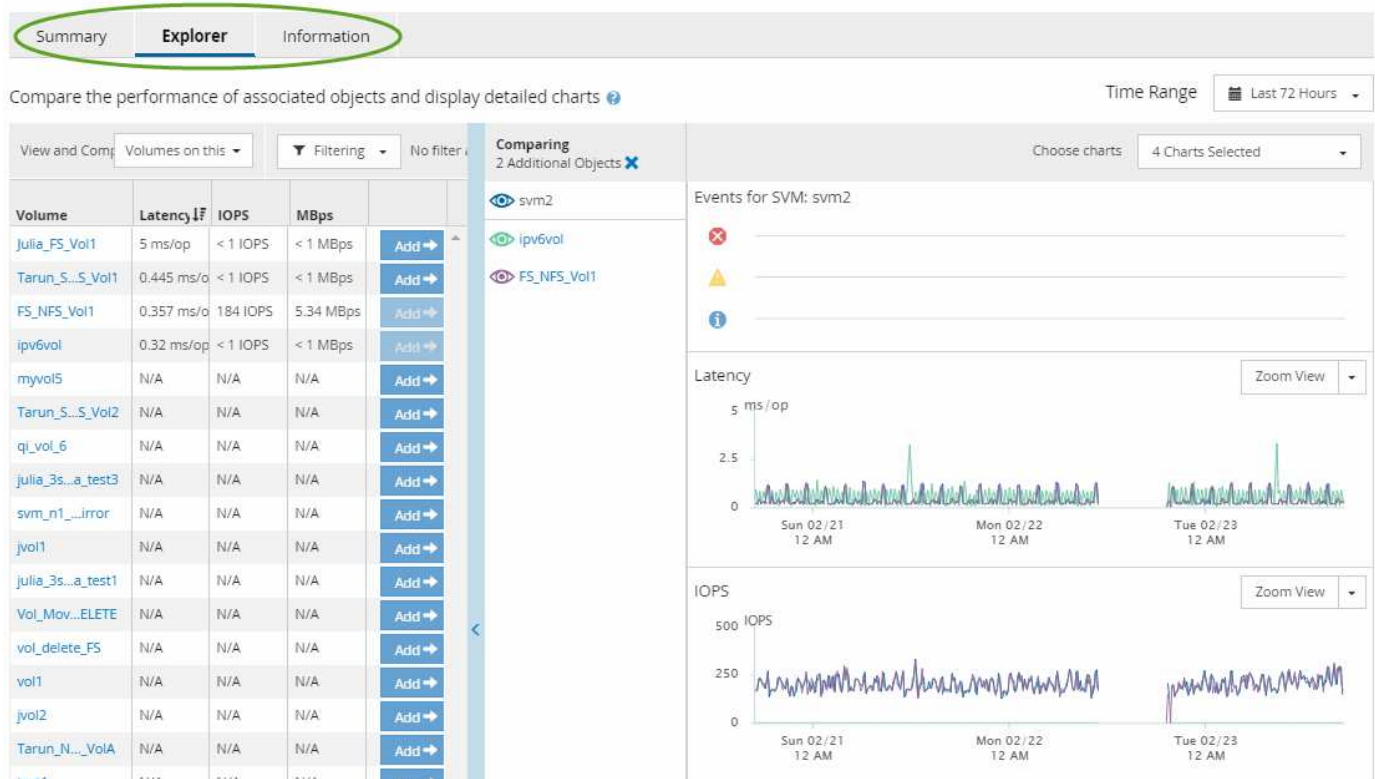 Summary Explorer Information
Compare the performance of associated objects and display detailed charts ?
Time Range Last 72 Hours
View and Comp Volumes on this Filtering No filter
Comparing
2 Additional Objects
Choose charts 4 Charts Selected
Volume Latency IOPS MBps
Julia_FS_Vol1 5 ms/op < 1 IOPS < 1 MBps Add
Tarun_S...S_Vol1 0.445 ms/o < 1 IOPS < 1 MBps Add
FS_NFS_Vol1 0.357 ms/o 184 IOPS 5.34 MBps Add
ipv6vol 0.32 ms/op < 1 IOPS < 1 MBps Add
myvol5 N/A N/A N/A Add
Tarun_S...S_Vol2 N/A N/A N/A Add
qi_vol_6 N/A N/A N/A Add
julia_3s...a_test3 N/A N/A N/A Add
svm_n1_...irror N/A N/A N/A Add
jvol1 N/A N/A N/A Add
julia_3s...a_test1 N/A N/A N/A Add
Vol_Mov...ELETE N/A N/A N/A Add
vol_delete_FS N/A N/A N/A Add
vol1 N/A N/A N/A Add
jvol2 N/A N/A N/A Add
Tarun_N..._VolA N/A N/A N/A Add
svm2
ipv6vol
FS_NFS_Vol1
Events for SVM: svm2
Latency Zoom View
5 ms/op
2.5
0
Sun 02/21 Mon 02/22 Tue 02/23
12 AM 12 AM 12 AM
IOPS Zoom View
500 IOPS
250
0
Sun 02/21 Mon 02/22 Tue 02/23
12 AM 12 AM 12 AM